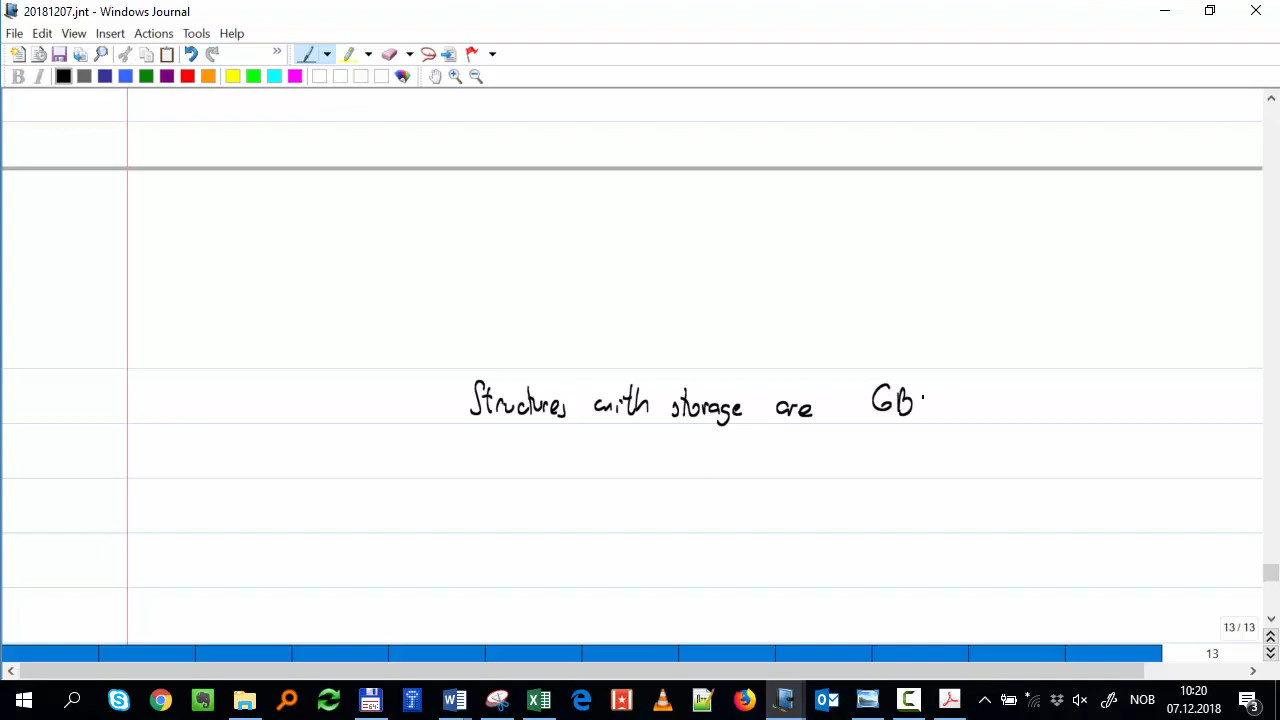 20181207.jnt - Windows Journal
File Edit View Insert Actions Tools Help
B I
Structures with storage are GB
13 / 13
13
NOB
10:20
07.12.2018
3